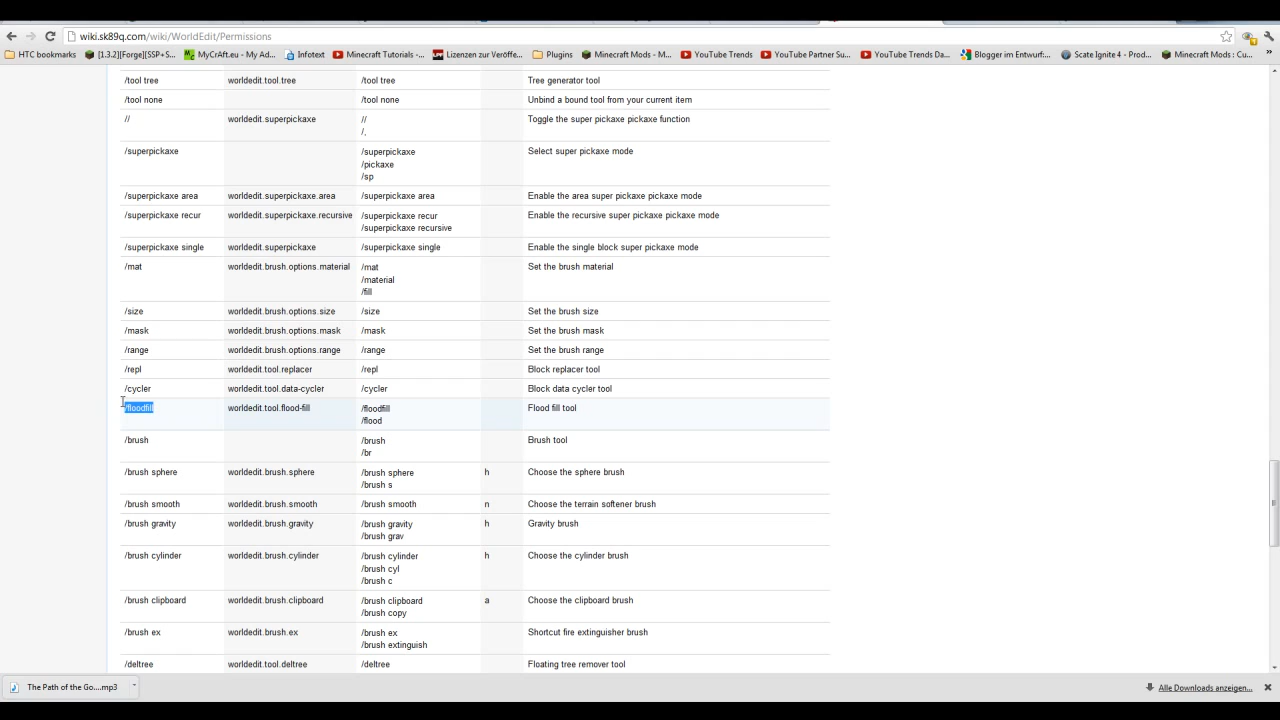 wiki.sk89q.com/wiki/WorldEdit/Permissions
HTC bookmarks [1.3.2][Forge][SSP+S... MyCrAft.eu - My Ad... Infotext Minecraft Tutorials -... Lizenzen zur Veröffe... Plugins Minecraft Mods - M... YouTube Trends YouTube Partner Su... YouTube Trends Da... Blogger im Entwurf:... Scate Ignite 4 - Prod... Minecraft Mods : Cu... »
/tool tree worldedit.tool.tree /tool tree Tree generator tool
/tool none /tool none Unbind a bound tool from your current item
// worldedit.superpickaxe // Toggle the super pickaxe pickaxe function
/,
/superpickaxe /superpickaxe Select super pickaxe mode
/pickaxe
/sp
/superpickaxe area worldedit.superpickaxe.area /superpickaxe area Enable the area super pickaxe pickaxe mode
/superpickaxe recur worldedit.superpickaxe.recursive /superpickaxe recur Enable the recursive super pickaxe pickaxe mode
/superpickaxe recursive
/superpickaxe single worldedit.superpickaxe /superpickaxe single Enable the single block super pickaxe mode
/mat worldedit.brush.options.material /mat Set the brush material
/material
/fill
/size worldedit.brush.options.size /size Set the brush size
/mask worldedit.brush.options.mask /mask Set the brush mask
/range worldedit.brush.options.range /range Set the brush range
/repl worldedit.tool.replacer /repl Block replacer tool
/cycler worldedit.tool.data-cycler /cycler Block data cycler tool
/floodfill worldedit.tool.flood-fill /floodfill Flood fill tool
/flood
/brush /brush Brush tool
/br
/brush sphere worldedit.brush.sphere /brush sphere h Choose the sphere brush
/brush s
/brush smooth worldedit.brush.smooth /brush smooth n Choose the terrain softener brush
/brush gravity worldedit.brush.gravity /brush gravity h Gravity brush
/brush grav
/brush cylinder worldedit.brush.cylinder /brush cylinder h Choose the cylinder brush
/brush cyl
/brush c
/brush clipboard worldedit.brush.clipboard /brush clipboard a Choose the clipboard brush
/brush copy
/brush ex worldedit.brush.ex /brush ex Shortcut fire extinguisher brush
/brush extinguish
/deltree worldedit.tool.deltree /deltree Floating tree remover tool
The Path of the Go....mp3 Alle Downloads anzeigen...